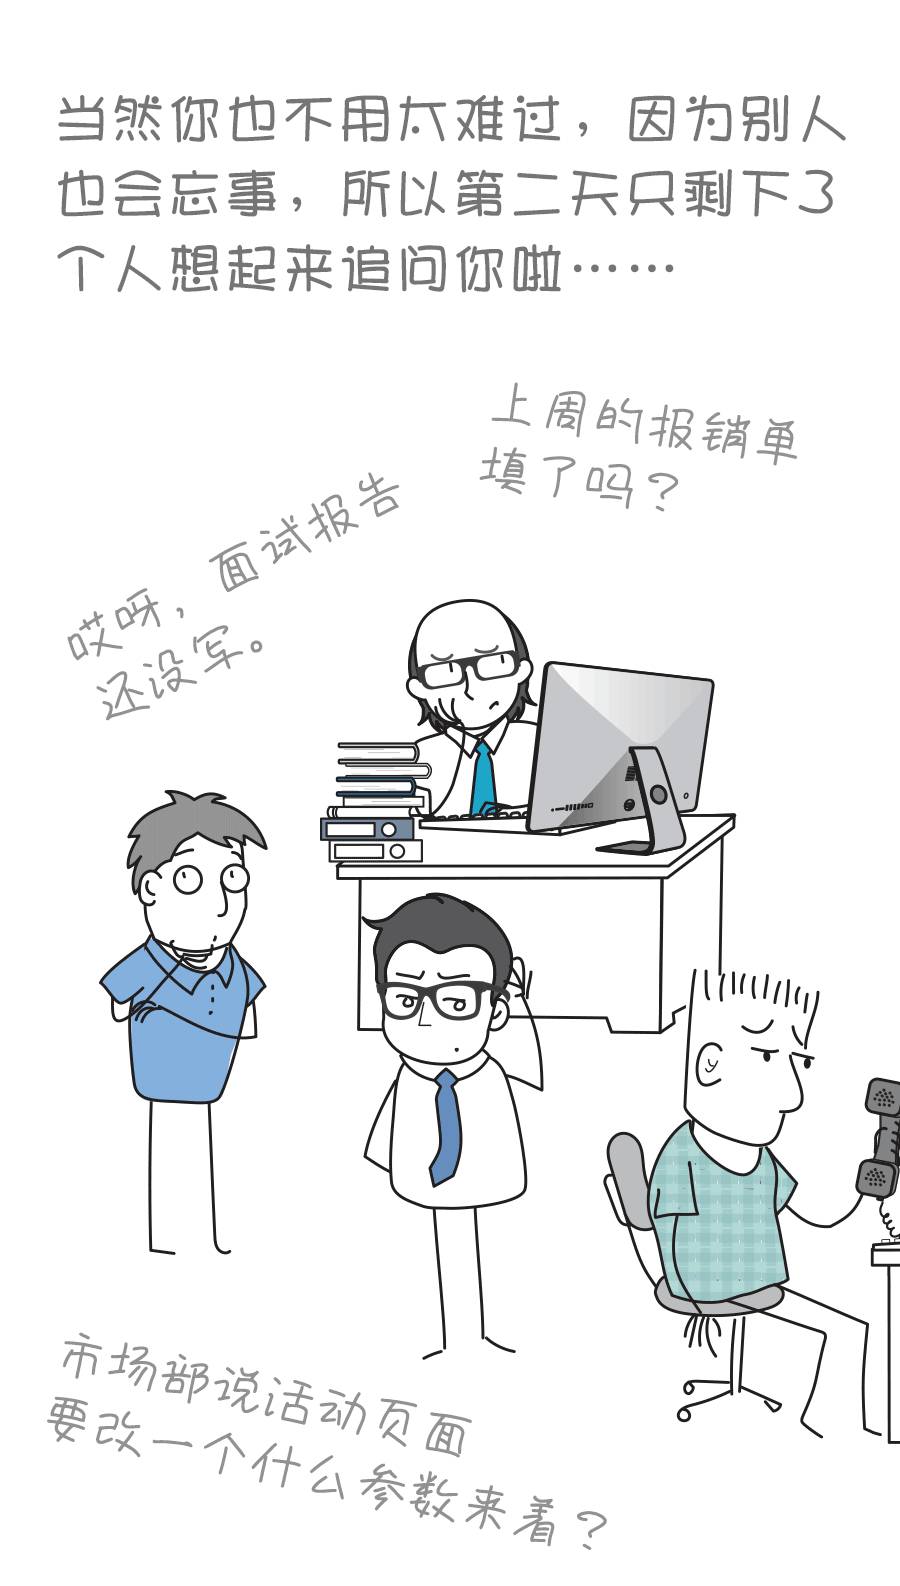 当然你也不用太难过，因为别人
也会忘事，所以第二天只剩下3
个人想起来追问你啦……
上周的报销单
填了吗？
哎呀，面试报告
还没写。
市场部说活动页面
要改一个什么参数来着？